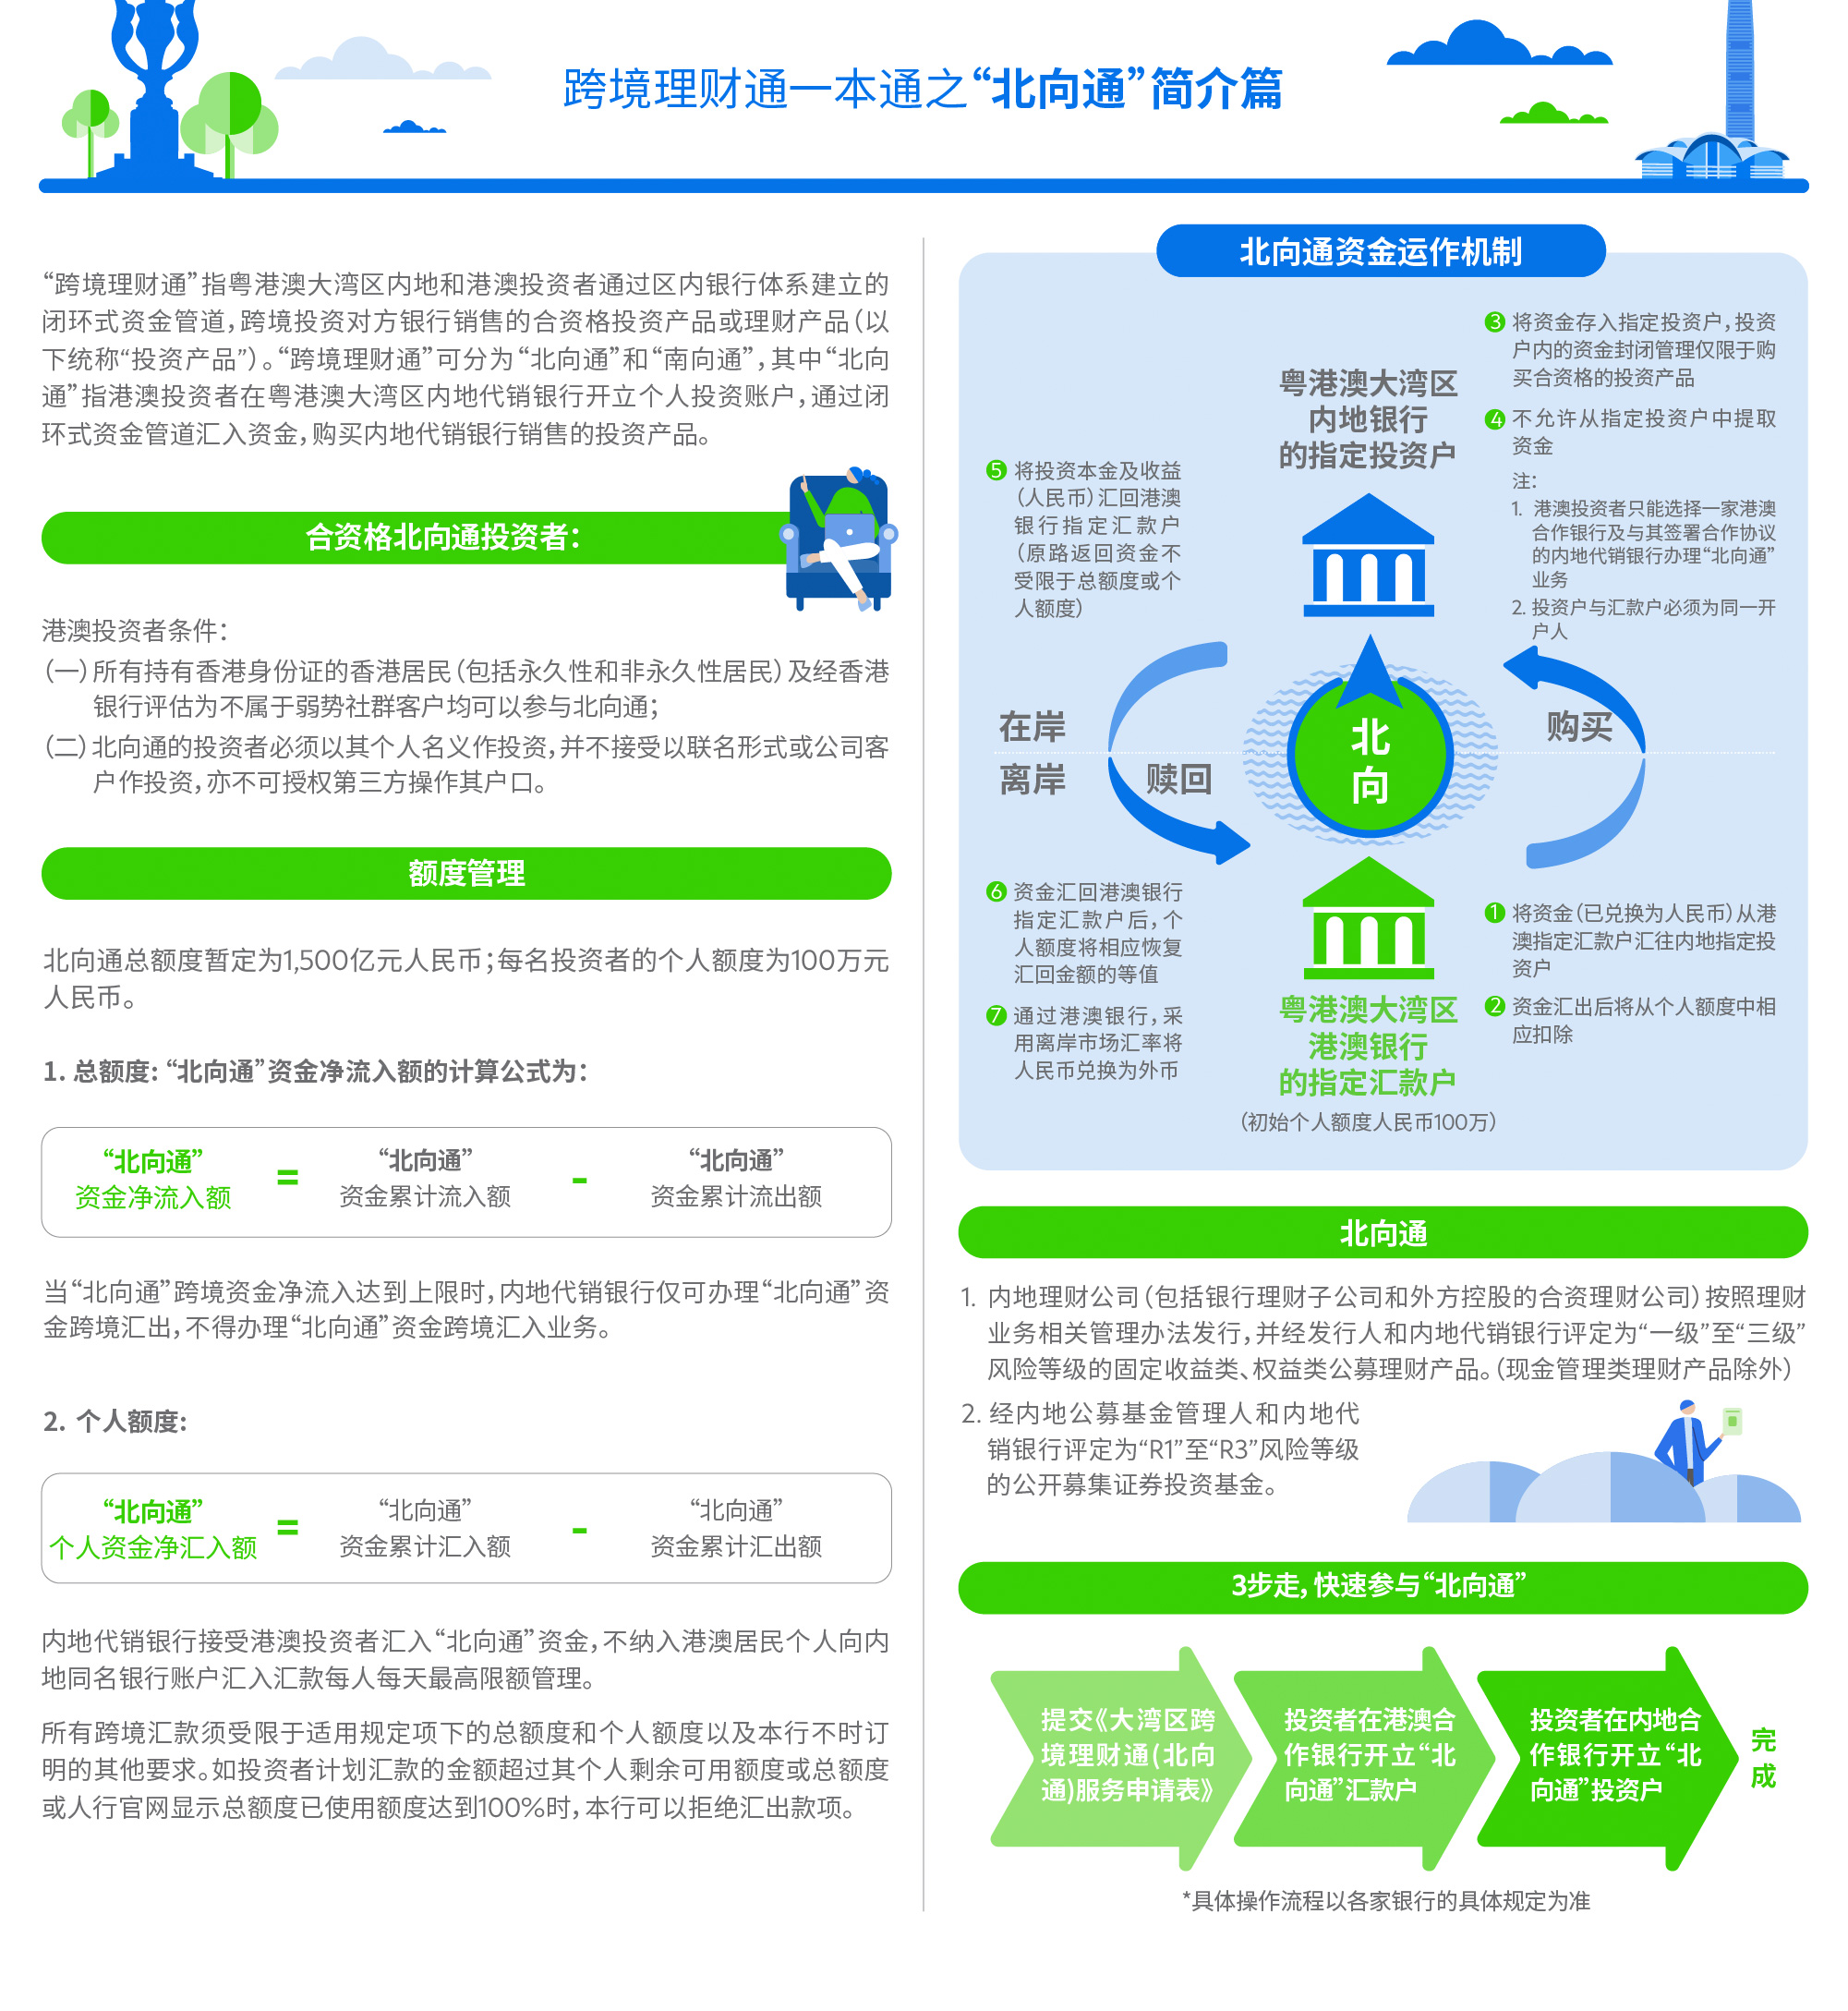 跨境理财通一本通之“北向通”简介篇
“跨境理财通”指粤港澳大湾区内地和港澳投资者通过区内银行体系建立的
闭环式资金管道，跨境投资对方银行销售的合资格投资产品或理财产品（以
下统称“投资产品”）。“跨境理财通”可分为“北向通”和“南向通”，其中“北向
通”指港澳投资者在粤港澳大湾区内地代销银行开立个人投资账户，通过闭
环式资金管道汇入资金，购买内地代销银行销售的投资产品。
合资格北向通投资者：
港澳投资者条件：
（一）所有持有香港身份证的香港居民（包括永久性和非永久性居民）及经香港
银行评估为不属于弱势社群客户均可以参与北向通；
（二）北向通的投资者必须以其个人名义作投资，并不接受以联名形式或公司客
户作投资，亦不可授权第三方操作其户口。
额度管理
北向通总额度暂定为1,500亿元人民币；每名投资者的个人额度为100万元
人民币。
1. 总额度：“北向通”资金净流入额的计算公式为：
“北向通”
资金净流入额
=
“北向通”
资金累计流入额
-
“北向通”
资金累计流出额
当“北向通”跨境资金净流入达到上限时，内地代销银行仅可办理“北向通”资
金跨境汇出，不得办理“北向通”资金跨境汇入业务。
2. 个人额度:
“北向通”
个人资金净汇入额
=
“北向通”
资金累计汇入额
-
“北向通”
资金累计汇出额
内地代销银行接受港澳投资者汇入“北向通”资金，不纳入港澳居民个人向内
地同名银行账户汇入汇款每人每天最高限额管理。
所有跨境汇款须受限于适用规定项下的总额度和个人额度以及本行不时订
明的其他要求。如投资者计划汇款的金额超过其个人剩余可用额度或总额度
或人行官网显示总额度已使用额度达到100%时，本行可以拒绝汇出款项。
北向通资金运作机制
粤港澳大湾区
内地银行
的指定投资户
3 将资金存入指定投资户，投资
户内的资金封闭管理仅限于购
买合资格的投资产品
4 不允许从指定投资户中提取
资金
注：
1. 港澳投资者只能选择一家港澳
合作银行及与其签署合作协议
的内地代销银行办理“北向通”
业务
2. 投资户与汇款户必须为同一开
户人
5 将投资本金及收益
（人民币）汇回港澳
银行指定汇款户
（原路返回资金不
受限于总额度或个
人额度）
在岸
离岸
赎回
北
向
购买
6 资金汇回港澳银行
指定汇款户后，个
人额度将相应恢复
汇回金额的等值
7 通过港澳银行，采
用离岸市场汇率将
人民币兑换为外币
粤港澳大湾区
港澳银行
的指定汇款户
（初始个人额度人民币100万）
1 将资金（已兑换为人民币）从港
澳指定汇款户汇往内地指定投
资户
2 资金汇出后将从个人额度中相
应扣除
北向通
1. 内地理财公司（包括银行理财子公司和外方控股的合资理财公司）按照理财
业务相关管理办法发行，并经发行人和内地代销银行评定为“一级”至“三级”
风险等级的固定收益类、权益类公募理财产品。（现金管理类理财产品除外）
2. 经内地公募基金管理人和内地代
销银行评定为“R1”至“R3”风险等级
的公开募集证券投资基金。
3步走，快速参与“北向通”
提交《大湾区跨
境理财通(北向
通)服务申请表》
投资者在港澳合
作银行开立“北
向通”汇款户
投资者在内地合
作银行开立“北
向通”投资户
完
成
*具体操作流程以各家银行的具体规定为准